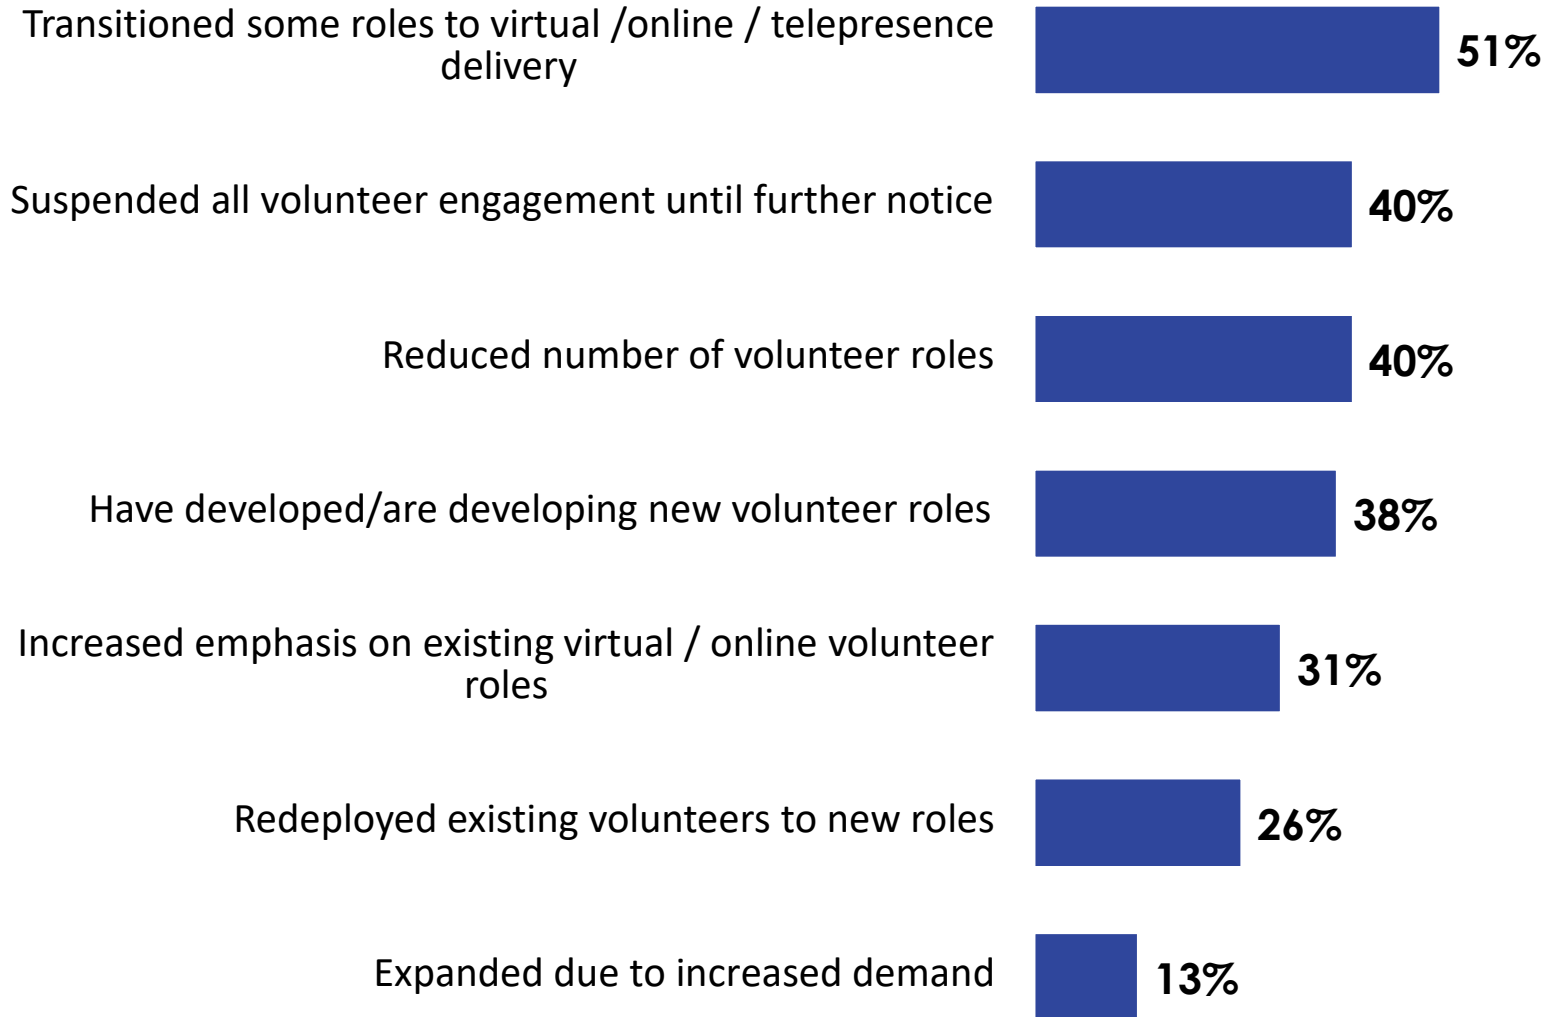 Transitioned some roles to virtual /online / telepresence
delivery
51%
Suspended all volunteer engagement until further notice
40%
Reduced number of volunteer roles
40%
Have developed/are developing new volunteer roles
38%
Increased emphasis on existing virtual / online volunteer
roles
31%
Redeployed existing volunteers to new roles
26%
Expanded due to increased demand
13%